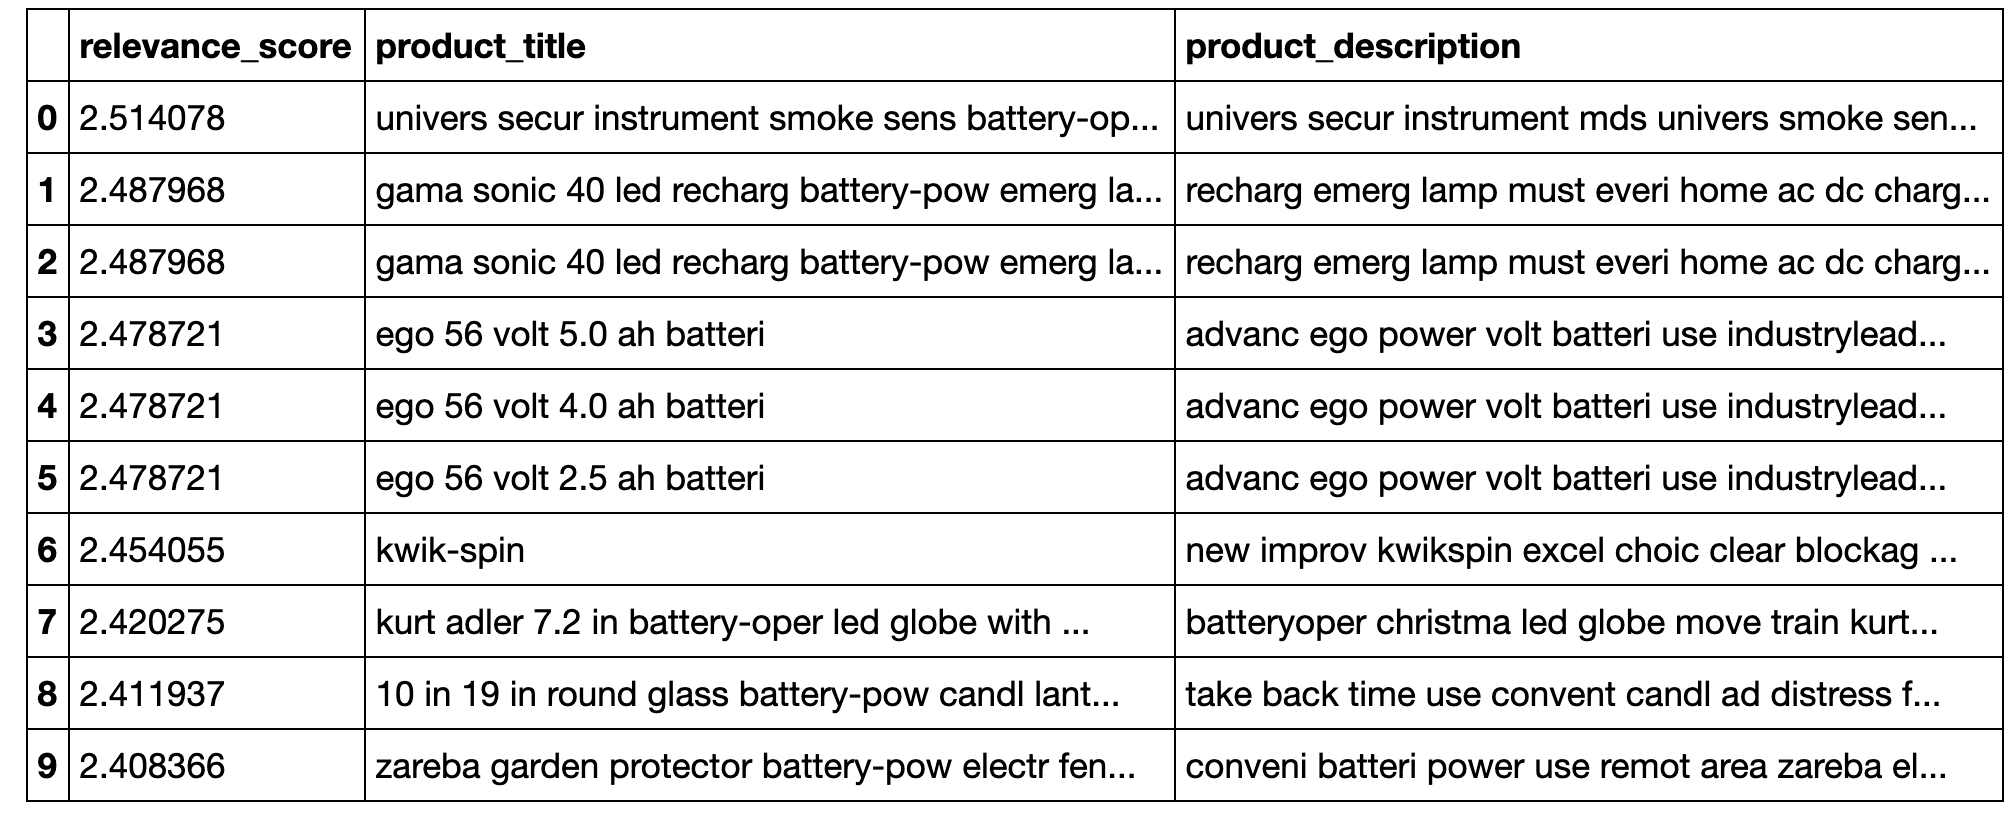 relevance_score product_title product_description
0 2.514078 univers secur instrument smoke sens battery-op... univers secur instrument mds univers smoke sen...
1 2.487968 gama sonic 40 led recharg battery-pow emerg la... recharg emerg lamp must everi home ac dc charg...
2 2.487968 gama sonic 40 led recharg battery-pow emerg la... recharg emerg lamp must everi home ac dc charg...
3 2.478721 ego 56 volt 5.0 ah batteri advanc ego power volt batteri use industrylead...
4 2.478721 ego 56 volt 4.0 ah batteri advanc ego power volt batteri use industrylead...
5 2.478721 ego 56 volt 2.5 ah batteri advanc ego power volt batteri use industrylead...
6 2.454055 kwik-spin new improv kwikspin excel choic clear blockag ...
7 2.420275 kurt adler 7.2 in battery-oper led globe with ... batteryoper christma led globe move train kurt...
8 2.411937 10 in 19 in round glass battery-pow candl lant... take back time use convent candl ad distress f...
9 2.408366 zareba garden protector battery-pow electr fen... conveni batteri power use remot area zareba el...